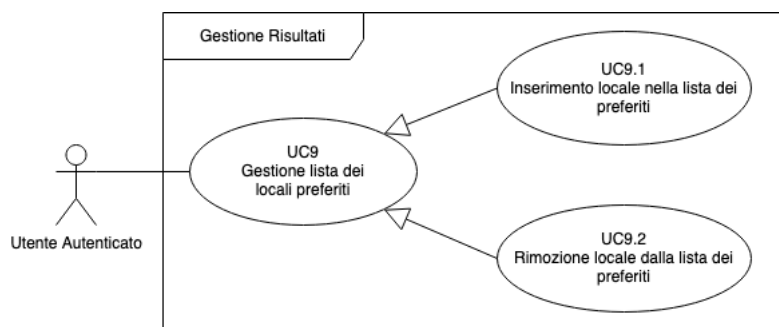 Gestione Risultati
UC9.1
Inserimento locale nella lista dei
preferiti
UC9
Gestione lista dei
locali preferiti
Utente Autenticato
UC9.2
Rimozione locale dalla lista dei
preferiti